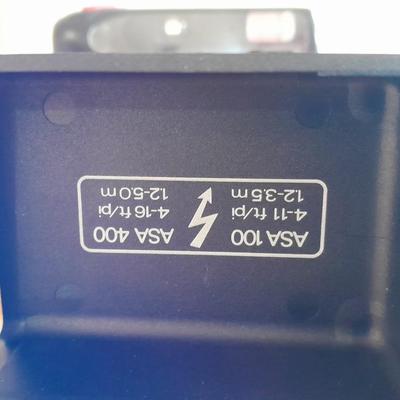 ASA 100
4-11 ft/pi
1.2-3.5 m
ASA 400
4-16 ft/pi
1.2-5.0 m